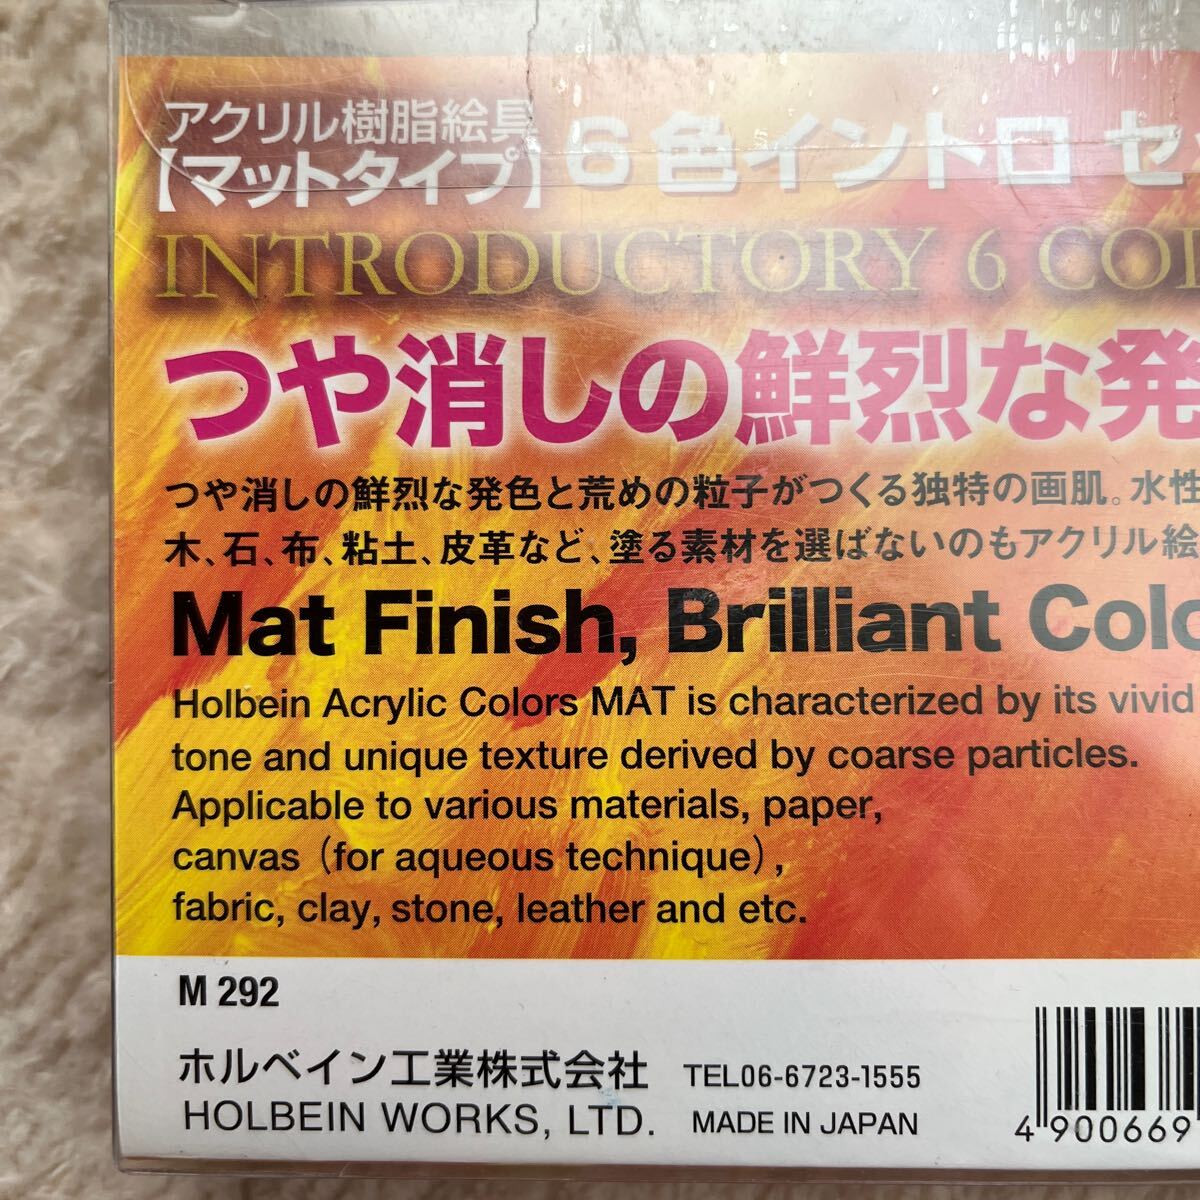 アクリル樹脂絵具
【マットタイプ】 6色イントロ セ
INTRODUCTORY 6
つや消しの鮮烈な発
つや消しの鮮烈な発色と荒めの粒子がつくる独特の画肌。水性
木、石、布、粘土、皮革など、塗る素材を選ばないのもアクリル絵
Mat Finish, Brilliant Colo
Holbein Acrylic Colors MAT is characterized by its vivid
tone and unique texture derived by coarse particles.
Applicable to various materials, paper,
canvas (for aqueous technique),
fabric, clay, stone, leather and etc.
M 292
ホルベイン工業株式会社 TEL06-6723-1555
HOLBEIN WORKS, LTD. MADE IN JAPAN
4 900669